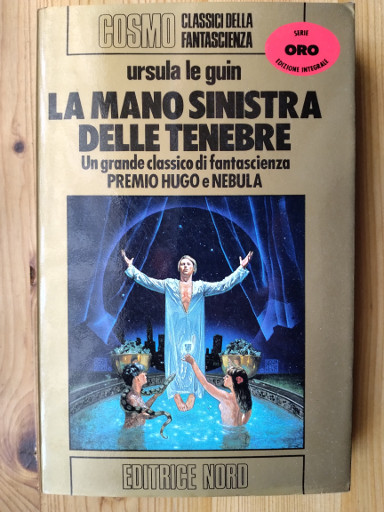 COSMO CLASSICI DELLA
FANTASCIENZA
SERIE
ORO
EDIZIONE INTEGRALE
ursula le guin
LA MANO SINISTRA
DELLE TENEBRE
Un grande classico di fantascienza
PREMIO HUGO e NEBULA
EDITRICE NORD